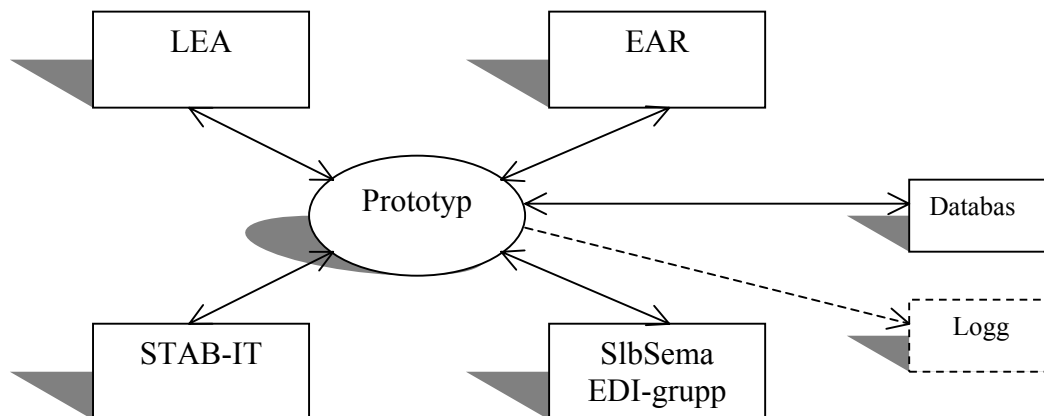 LEA
EAR
Prototyp
Databas
Logg
STAB-IT
SlbSema
EDI-grupp